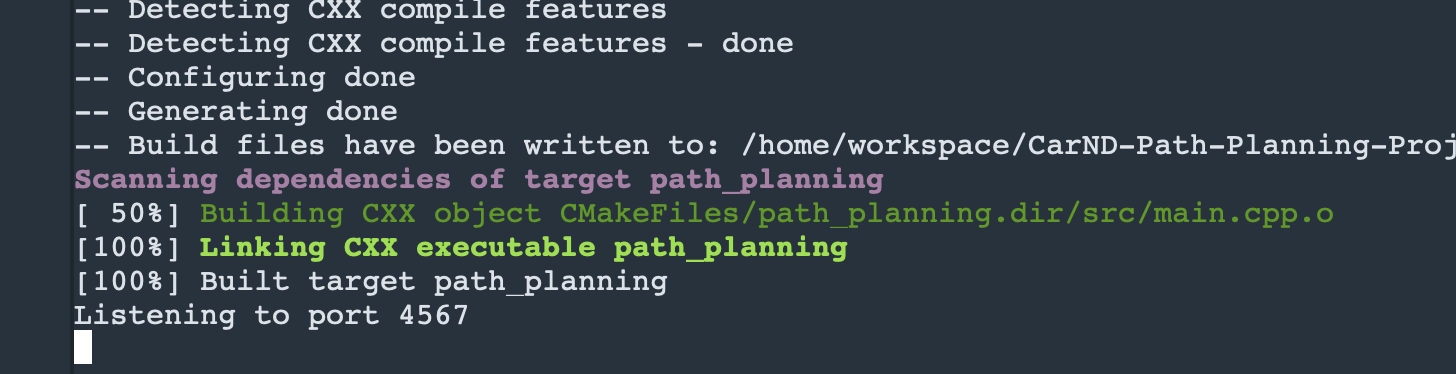 -- Detecting CXX compile features
-- Detecting CXX compile features - done
-- Configuring done
-- Generating done
-- Build files have been written to: /home/workspace/CarND-Path-Planning-Proj
Scanning dependencies of target path_planning
[ 50%] Building CXX object CMakeFiles/path_planning.dir/src/main.cpp.o
[100%] Linking CXX executable path_planning
[100%] Built target path_planning
Listening to port 4567